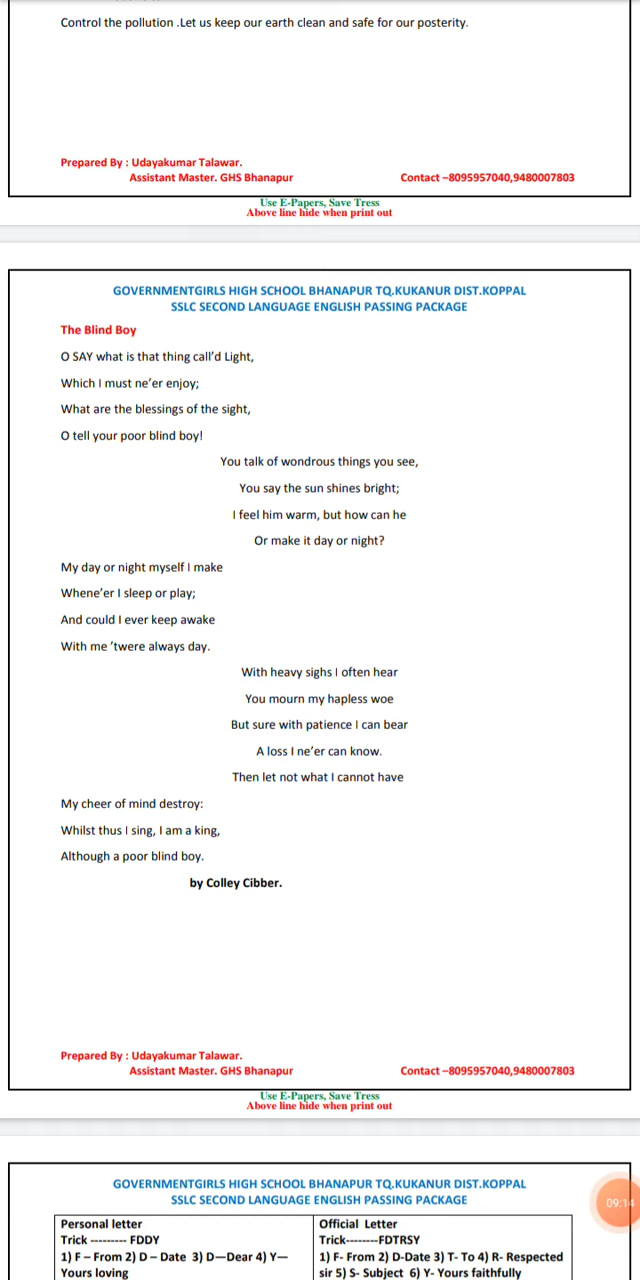 Control the pollution .Let us keep our earth clean and safe for our posterity.
Prepared By : Udayakumar Talawar.
Assistant Master. GHS Bhanapur Contact –8095957040,9480007803
Use E-Papers, Save Tress
Above line hide when print out
GOVERNMENTGIRLS HIGH SCHOOL BHANAPUR TQ.KUKANUR DIST.KOPPAL
SSLC SECOND LANGUAGE ENGLISH PASSING PACKAGE
The Blind Boy
O SAY what is that thing call’d Light,
Which I must ne’er enjoy;
What are the blessings of the sight,
O tell your poor blind boy!
You talk of wondrous things you see,
You say the sun shines bright;
I feel him warm, but how can he
Or make it day or night?
My day or night myself I make
Whene’er I sleep or play;
And could I ever keep awake
With me ’twere always day.
With heavy sighs I often hear
You mourn my hapless woe
But sure with patience I can bear
A loss I ne’er can know.
Then let not what I cannot have
My cheer of mind destroy:
Whilst thus I sing, I am a king,
Although a poor blind boy.
by Colley Cibber.
Prepared By : Udayakumar Talawar.
Assistant Master. GHS Bhanapur Contact –8095957040,9480007803
Use E-Papers, Save Tress
Above line hide when print out
GOVERNMENTGIRLS HIGH SCHOOL BHANAPUR TQ.KUKANUR DIST.KOPPAL
SSLC SECOND LANGUAGE ENGLISH PASSING PACKAGE
09:14
Personal letter
Trick --------- FDDY
1) F – From 2) D – Date 3) D—Dear 4) Y—
Yours loving
Official Letter
Trick--------FDTRSY
1) F- From 2) D-Date 3) T- To 4) R- Respected
sir 5) S- Subject 6) Y- Yours faithfully